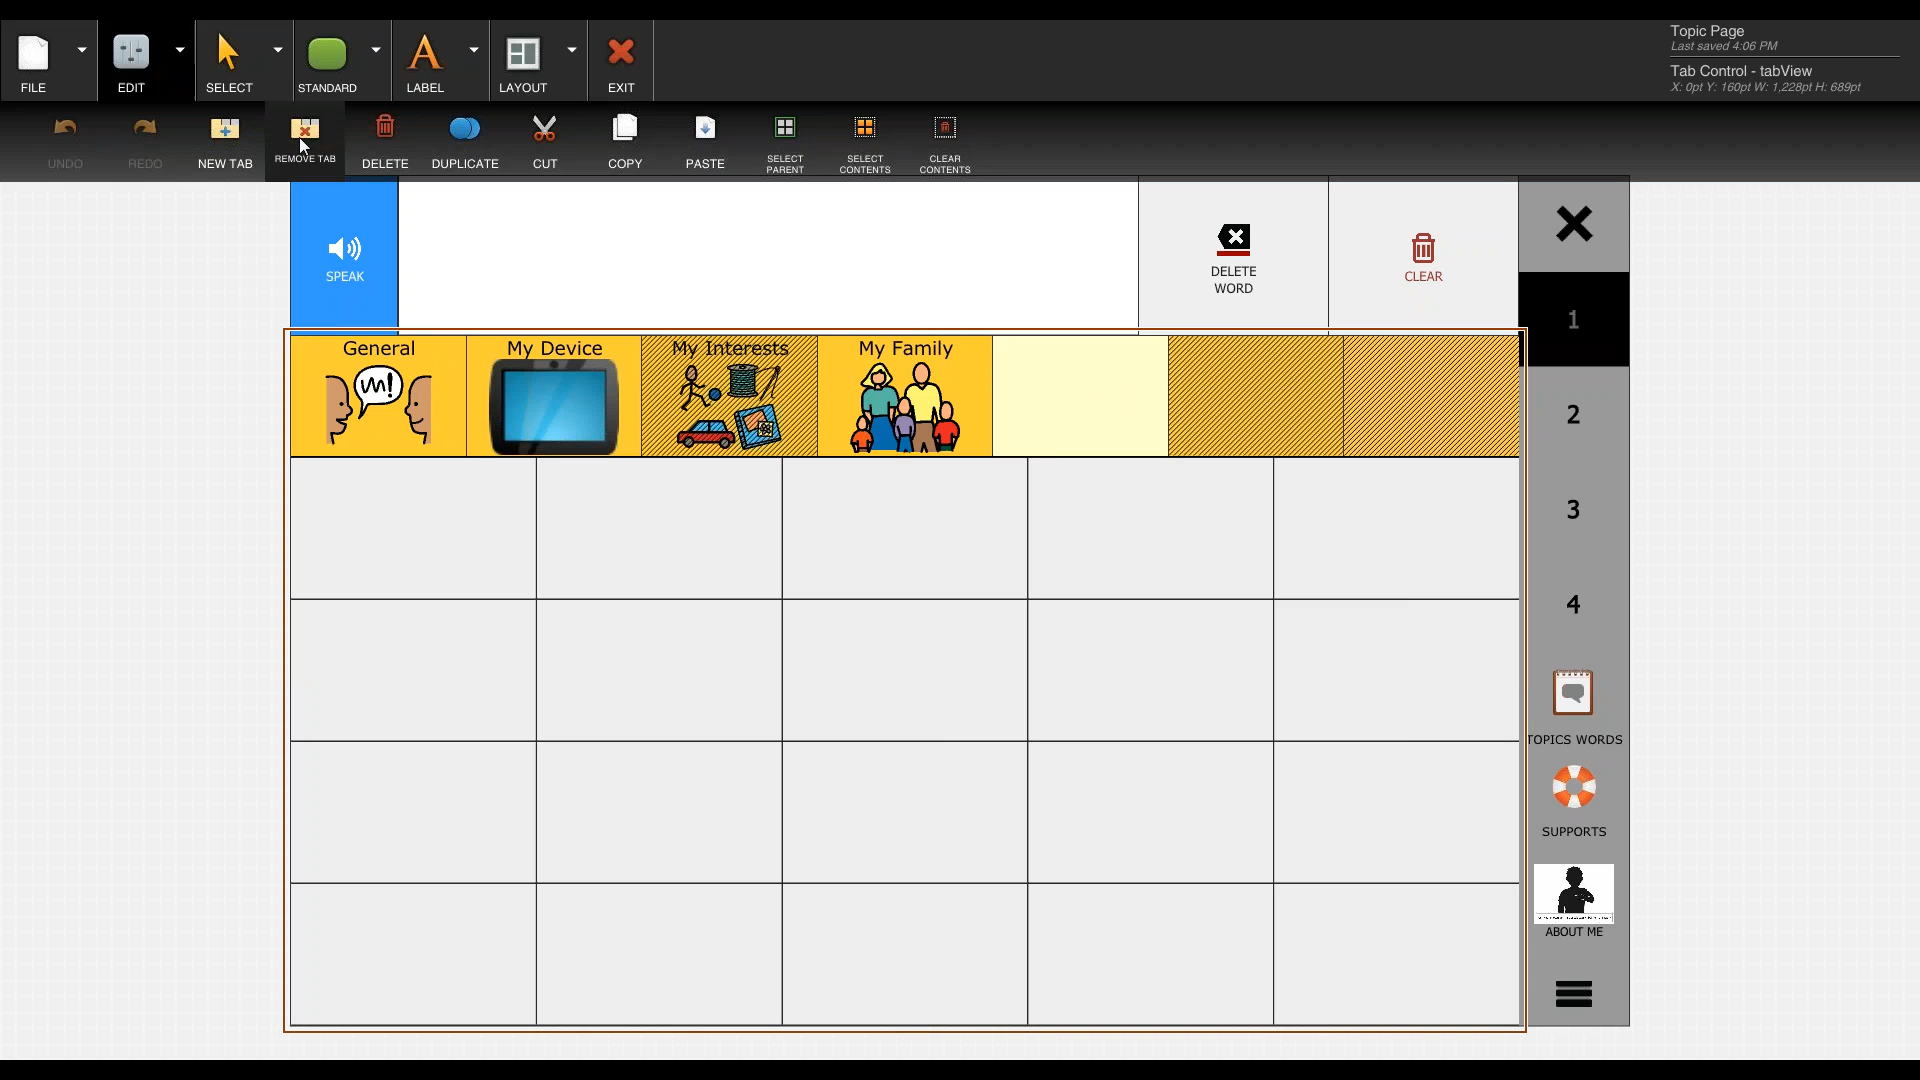 FILE
EDIT
SELECT
STANDARD
LABEL
LAYOUT
EXIT
Topic Page
Last saved 4:06 PM
Tab Control - tabView
X: 0pt Y: 160pt W: 1,228pt H: 689pt
UNDO
REDO
NEW TAB
REMOVE TAB
DELETE
DUPLICATE
CUT
COPY
PASTE
SELECT
PARENT
SELECT
CONTENTS
CLEAR
CONTENTS
SPEAK
DELETE
WORD
CLEAR
General
My Device
My Interests
My Family
1
2
3
4
TOPICS WORDS
SUPPORTS
ABOUT ME